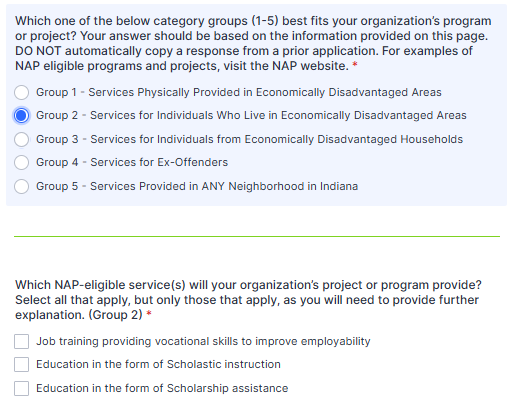 Which one of the below category groups (1-5) best fits your organization's program
or project? Your answer should be based on the information provided on this page.
DO NOT automatically copy a response from a prior application. For examples of
NAP eligible programs and projects, visit the NAP website. *
Group 1 - Services Physically Provided in Economically Disadvantaged Areas
Group 2 - Services for Individuals Who Live in Economically Disadvantaged Areas
Group 3 - Services for Individuals from Economically Disadvantaged Households
Group 4 - Services for Ex-Offenders
Group 5 - Services Provided in ANY Neighborhood in Indiana
Which NAP-eligible service(s) will your organization's project or program provide?
Select all that apply, but only those that apply, as you will need to provide further
explanation. (Group 2) *
Job training providing vocational skills to improve employability
Education in the form of Scholastic instruction
Education in the form of Scholarship assistance